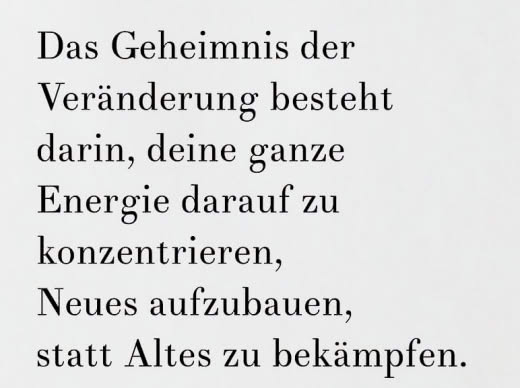 Das Geheimnis der
Veränderung besteht
darin, deine ganze
Energie darauf zu
konzentrieren,
Neues aufzubauen,
statt Altes zu bekämpfen.